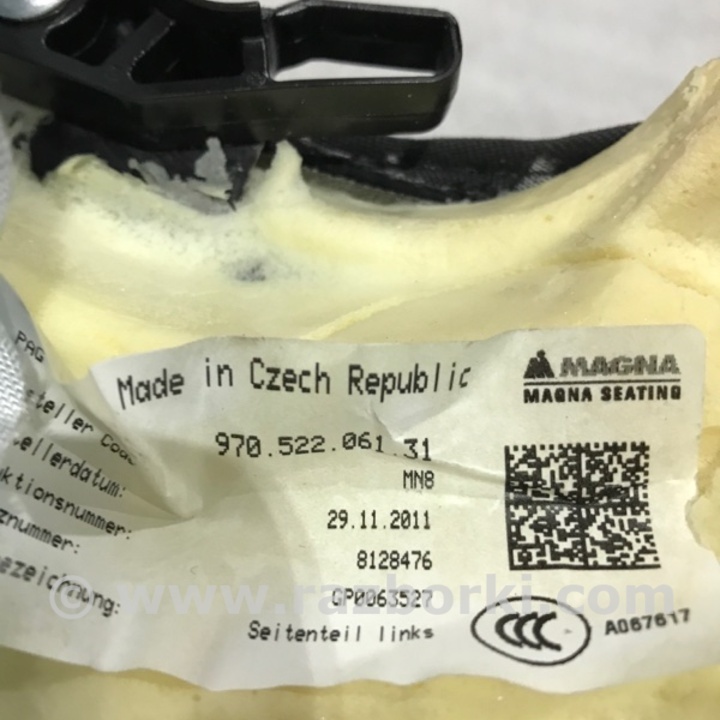 Made in Czech Republic
MAGNA
MAGNA SEATING
PAG
970.522.061.31
MN8
29.11.2011
8128476
GP0063527
Seitenteil links
CCC
A067617
© www.razborki.com